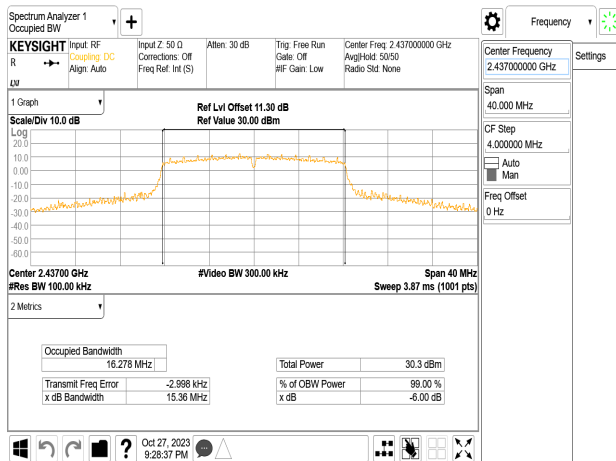 Spectrum Analyzer 1
Occupied BW
Frequency
KEYSIGHT
R
Input: RF
Coupling: DC
Align: Auto
Input Z: 50 Ω
Corrections: Off
Freq Ref: Int (S)
Atten: 30 dB
Trig: Free Run
Gate: Off
#IF Gain: Low
Center Freq: 2.437000000 GHz
Avg|Hold: 50/50
Radio Std: None
Center Frequency
2.437000000 GHz
Settings
Span
40.000 MHz
CF Step
4.000000 MHz
Auto
Man
Freq Offset
0 Hz
1 Graph
Scale/Div 10.0 dB
Ref Lvl Offset 11.30 dB
Ref Value 30.00 dBm
Log
20.0
10.0
0.00
-10.0
-20.0
-30.0
-40.0
-50.0
-60.0
Center 2.43700 GHz
#Video BW 300.00 kHz
Span 40 MHz
#Res BW 100.00 kHz
Sweep 3.87 ms (1001 pts)
2 Metrics
Occupied Bandwidth
16.278 MHz
Total Power
30.3 dBm
Transmit Freq Error
-2.998 kHz
% of OBW Power
99.00 %
x dB Bandwidth
15.36 MHz
x dB
-6.00 dB
?
Oct 27, 2023
9:28:37 PM